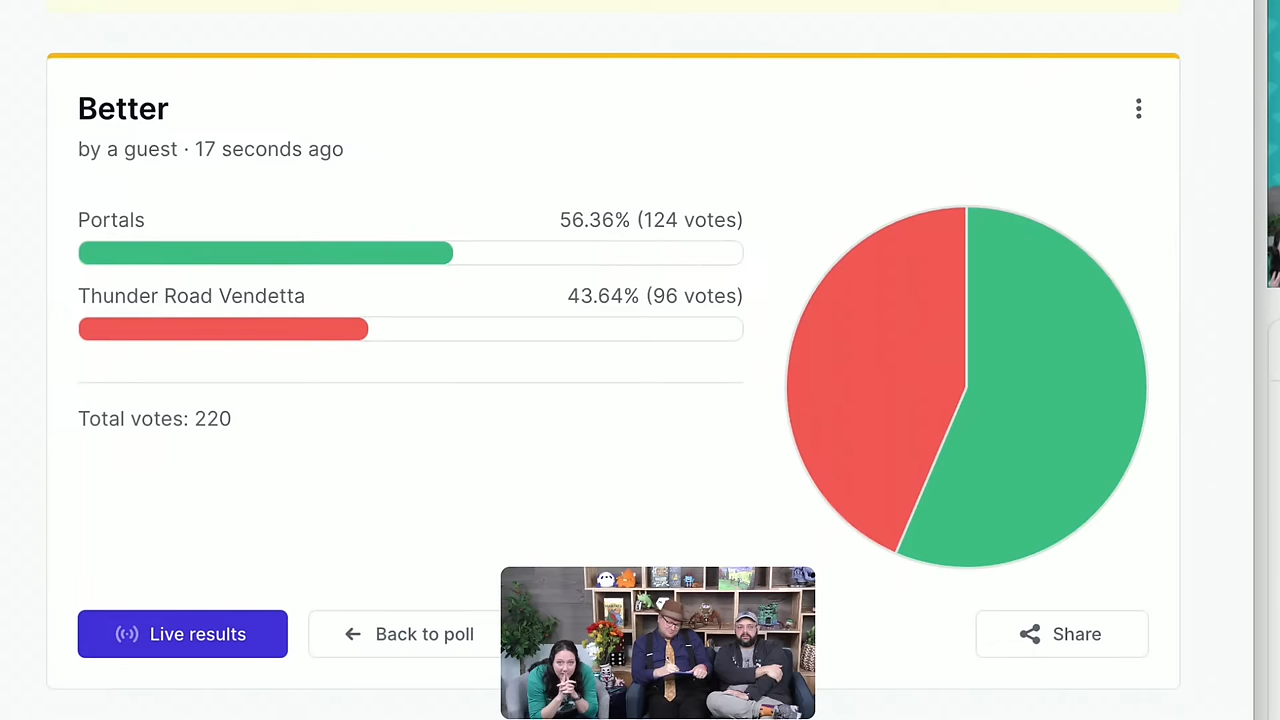 Better
by a guest · 17 seconds ago
Portals 56.36% (124 votes)
Thunder Road Vendetta 43.64% (96 votes)
Total votes: 220
Live results
Back to poll
Share